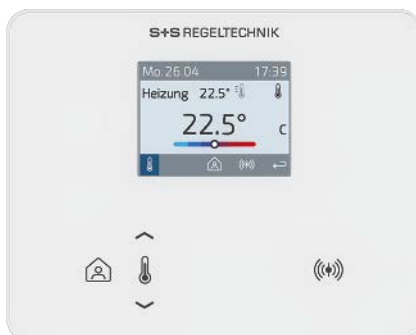 S+S REGELTECHNIK
Mo.26.04 17:39
Heizung 22.5°
22.5° C